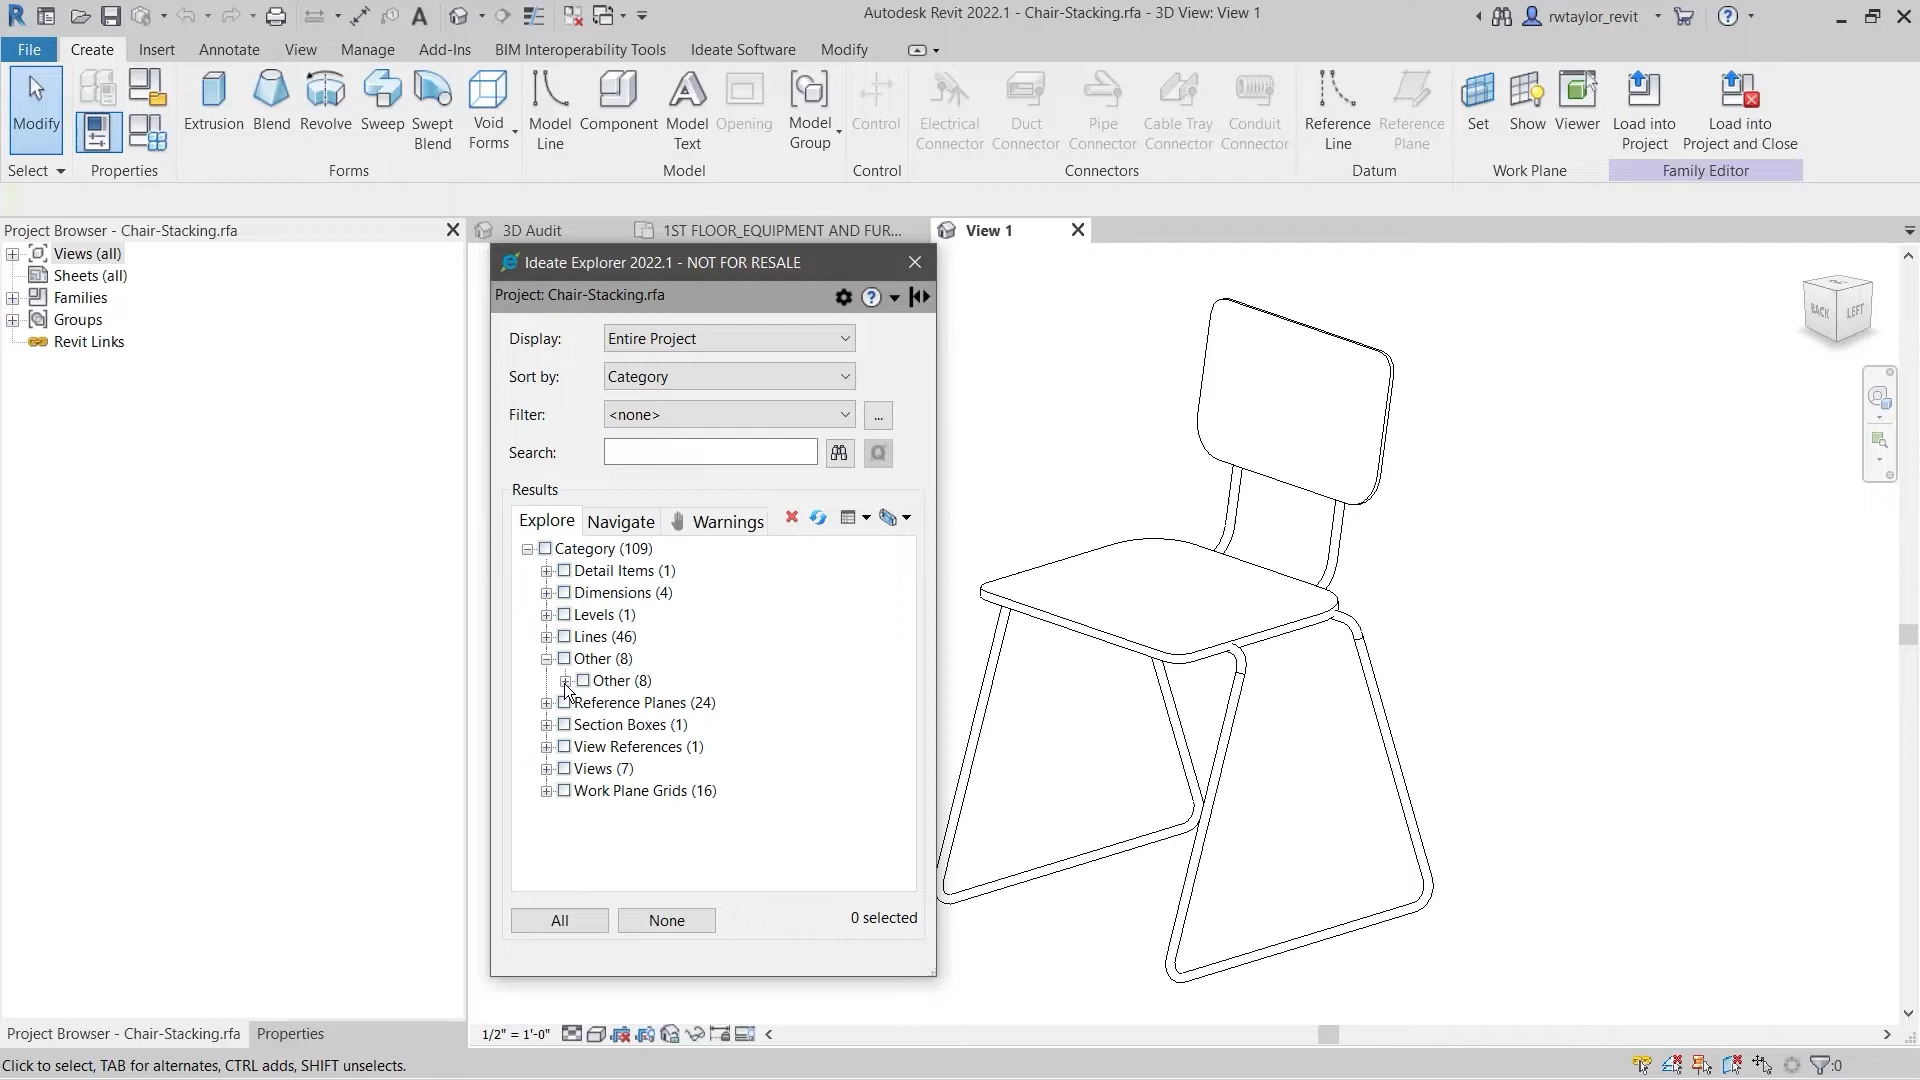 Autodesk Revit 2022.1 - Chair-Stacking.rfa - 3D View: View 1
rwtaylor_revit
File Create Insert Annotate View Manage Add-Ins BIM Interoperability Tools Ideate Software Modify
Modify Extrusion Blend Revolve Sweep Swept Blend Void Forms Model Line Component Model Text Opening Model Group Control Electrical Connector Duct Connector Pipe Connector Cable Tray Connector Conduit Connector Reference Line Reference Plane Set Show Viewer Load into Project Load into Project and Close
Select Properties Forms Model Control Connectors Datum Work Plane Family Editor
Project Browser - Chair-Stacking.rfa
3D Audit 1ST FLOOR_EQUIPMENT AND FUR... View 1
Views (all)
Sheets (all)
Families
Groups
Revit Links
Ideate Explorer 2022.1 - NOT FOR RESALE
Project: Chair-Stacking.rfa
Display: Entire Project
Sort by: Category
Filter: <none> ...
Search:
Results
Explore Navigate Warnings
Category (109)
Detail Items (1)
Dimensions (4)
Levels (1)
Lines (46)
Other (8)
Other (8)
Reference Planes (24)
Section Boxes (1)
View References (1)
Views (7)
Work Plane Grids (16)
All None 0 selected
BACK LEFT
Project Browser - Chair-Stacking.rfa Properties
1/2" = 1'-0"
Click to select, TAB for alternates, CTRL adds, SHIFT unselects.
:0